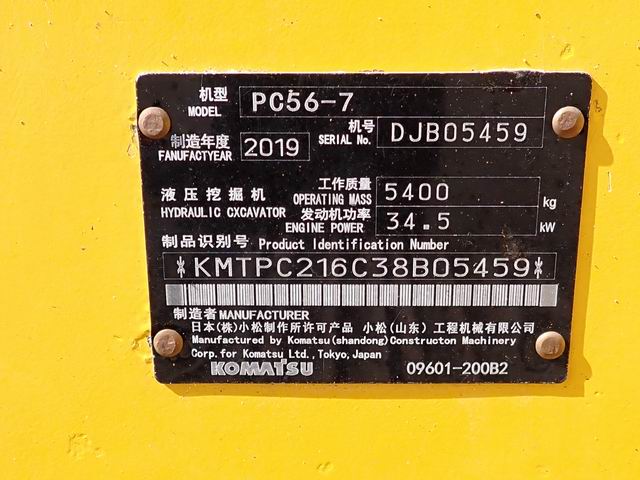 机型 MODEL PC56-7
制造年度 FANUFACTYEAR 2019
机号 SERIAL No. DJB05459
液压挖掘机
HYDRAULIC CXCAVATOR
工作质量 OPERATING MASS 5400 kg
发动机功率 ENGINE POWER 34.5 kW
制品识别号 Product Identification Number
*KMTPC216C38B05459*
制造者MANUFACTURER
日本(株)小松制作所许可产品 小松(山东)工程机械有限公司
Manufactured by Komatsu(shandong)Constructon Machinery
Corp.for Komatsu Ltd.,Tokyo,Japan
KOMATSU 09601-200B2